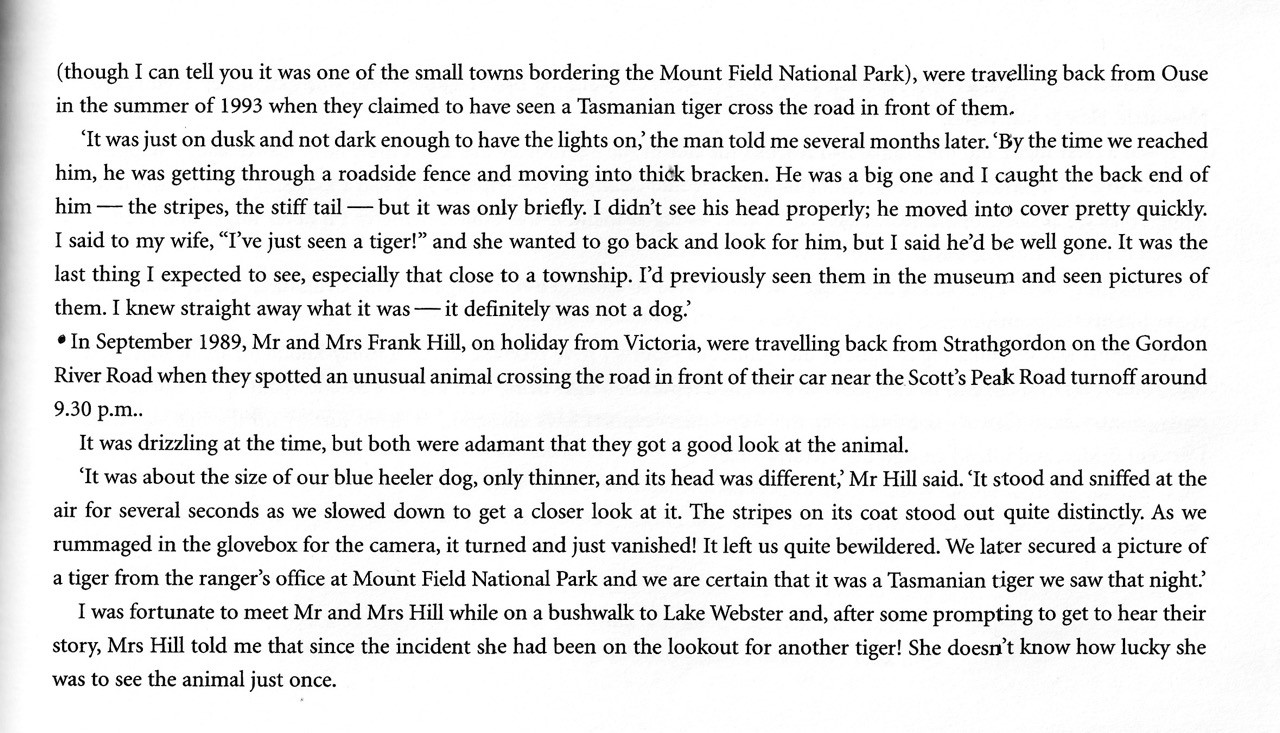 (though I can tell you it was one of the small towns bordering the Mount Field National Park), were travelling back from Ouse
in the summer of 1993 when they claimed to have seen a Tasmanian tiger cross the road in front of them.
‘It was just on dusk and not dark enough to have the lights on,’ the man told me several months later. ‘By the time we reached
him, he was getting through a roadside fence and moving into thick bracken. He was a big one and I caught the back end of
him — the stripes, the stiff tail — but it was only briefly. I didn’t see his head properly; he moved into cover pretty quickly.
I said to my wife, “I’ve just seen a tiger!” and she wanted to go back and look for him, but I said he’d be well gone. It was the
last thing I expected to see, especially that close to a township. I’d previously seen them in the museum and seen pictures of
them. I knew straight away what it was — it definitely was not a dog.’
• In September 1989, Mr and Mrs Frank Hill, on holiday from Victoria, were travelling back from Strathgordon on the Gordon
River Road when they spotted an unusual animal crossing the road in front of their car near the Scott’s Peak Road turnoff around
9.30 p.m..
It was drizzling at the time, but both were adamant that they got a good look at the animal.
‘It was about the size of our blue heeler dog, only thinner, and its head was different,’ Mr Hill said. ‘It stood and sniffed at the
air for several seconds as we slowed down to get a closer look at it. The stripes on its coat stood out quite distinctly. As we
rummaged in the glovebox for the camera, it turned and just vanished! It left us quite bewildered. We later secured a picture of
a tiger from the ranger’s office at Mount Field National Park and we are certain that it was a Tasmanian tiger we saw that night.’
I was fortunate to meet Mr and Mrs Hill while on a bushwalk to Lake Webster and, after some prompting to get to hear their
story, Mrs Hill told me that since the incident she had been on the lookout for another tiger! She doesn’t know how lucky she
was to see the animal just once.